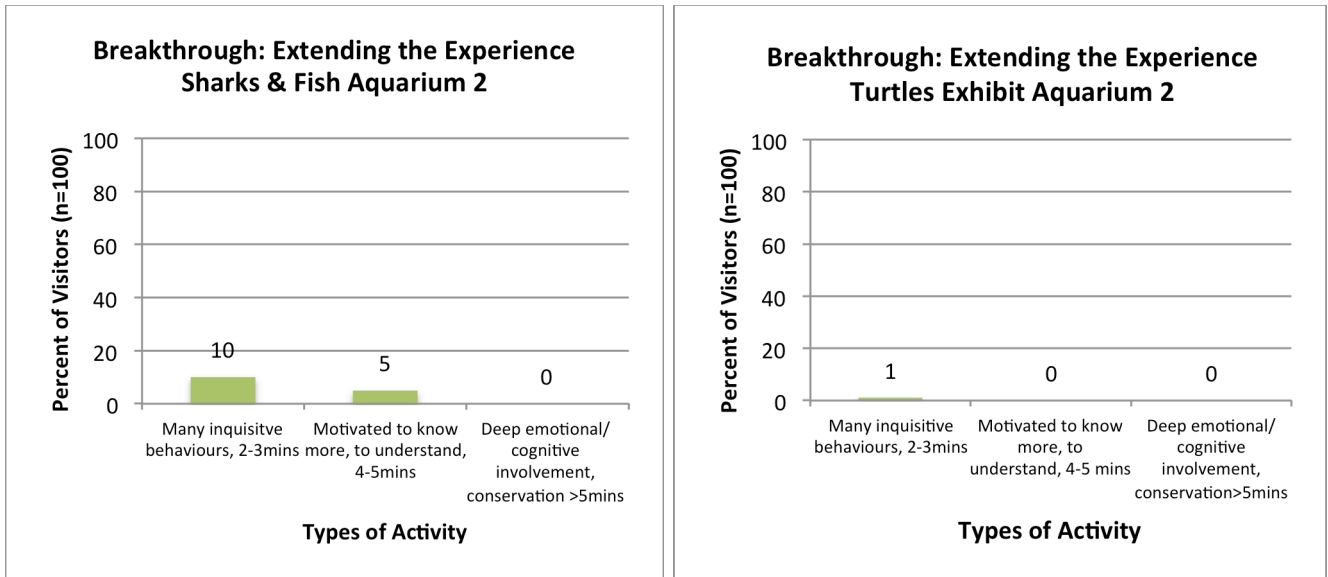 Breakthrough: Extending the Experience
Sharks & Fish Aquarium 2
Percent of Visitors (n=100)
100
80
60
40
20
0
10
5
0
Many inquisitve
behaviours, 2-3mins
Motivated to know
more, to understand,
4-5mins
Deep emotional/
cognitive
involvement,
conservation >5mins
Types of Activity
Breakthrough: Extending the Experience
Turtles Exhibit Aquarium 2
Percent of Visitors (n=100)
100
80
60
40
20
0
1
0
0
Many inquisitive
behaviours, 2-3mins
Motivated to know
more, to
understand, 4-5 mins
Deep emotional/
cognitive
involvement,
conservation>5mins
Types of Activity